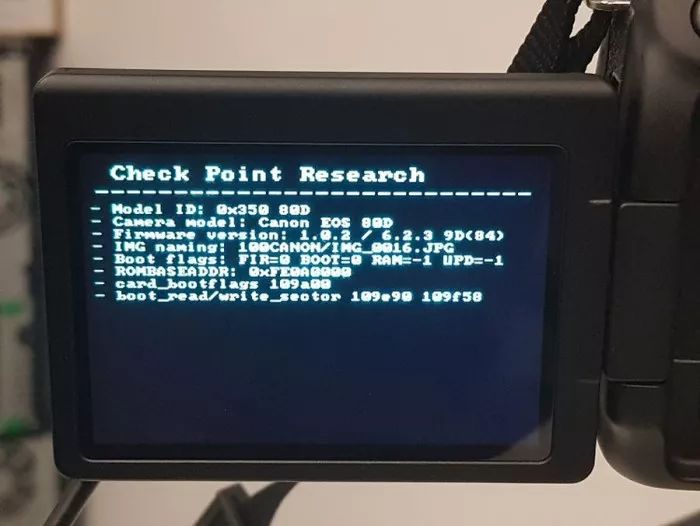 Check Point Research
- Model ID: 0x350 80D
- Camera model: Canon EOS 80D
- Firmware version: 1.0.2 / 6.2.3 9D(84)
- IMG naming: 100CANON/IMG_0016.JPG
- Boot flags: FIR=0 BOOT=0 RAM=-1 UPD=-1
- ROMBASEADDR: 0xFE0A0000
- card_bootflags 109a00
- boot_read/write_sector 109e90 109f58